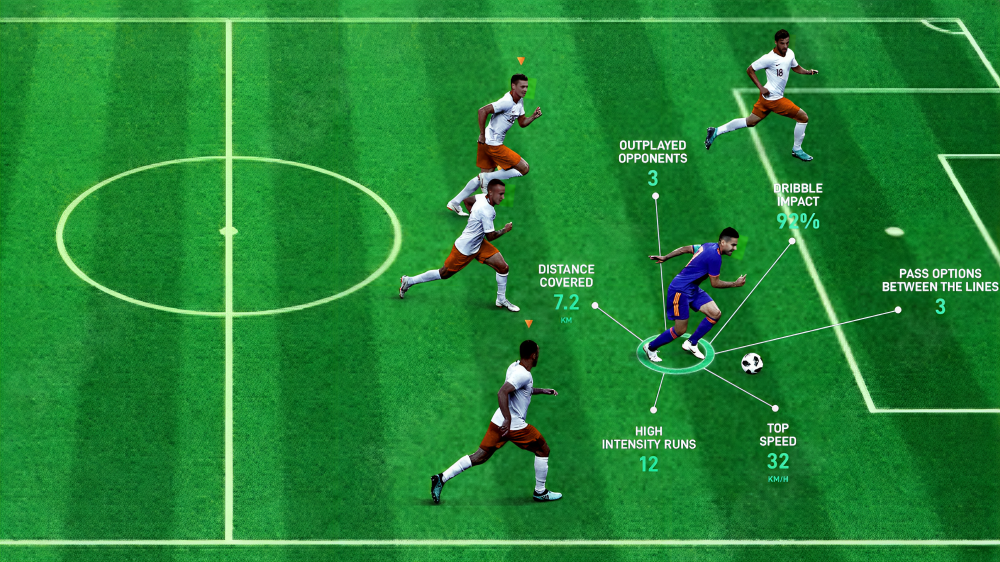 18
OUTPLAYED
OPPONENTS
3
DRIBBLE
IMPACT
92%
DISTANCE
COVERED
7.2
KM
PASS OPTIONS
BETWEEN THE LINES
3
HIGH
INTENSITY RUNS
12
TOP
SPEED
32
KM/H